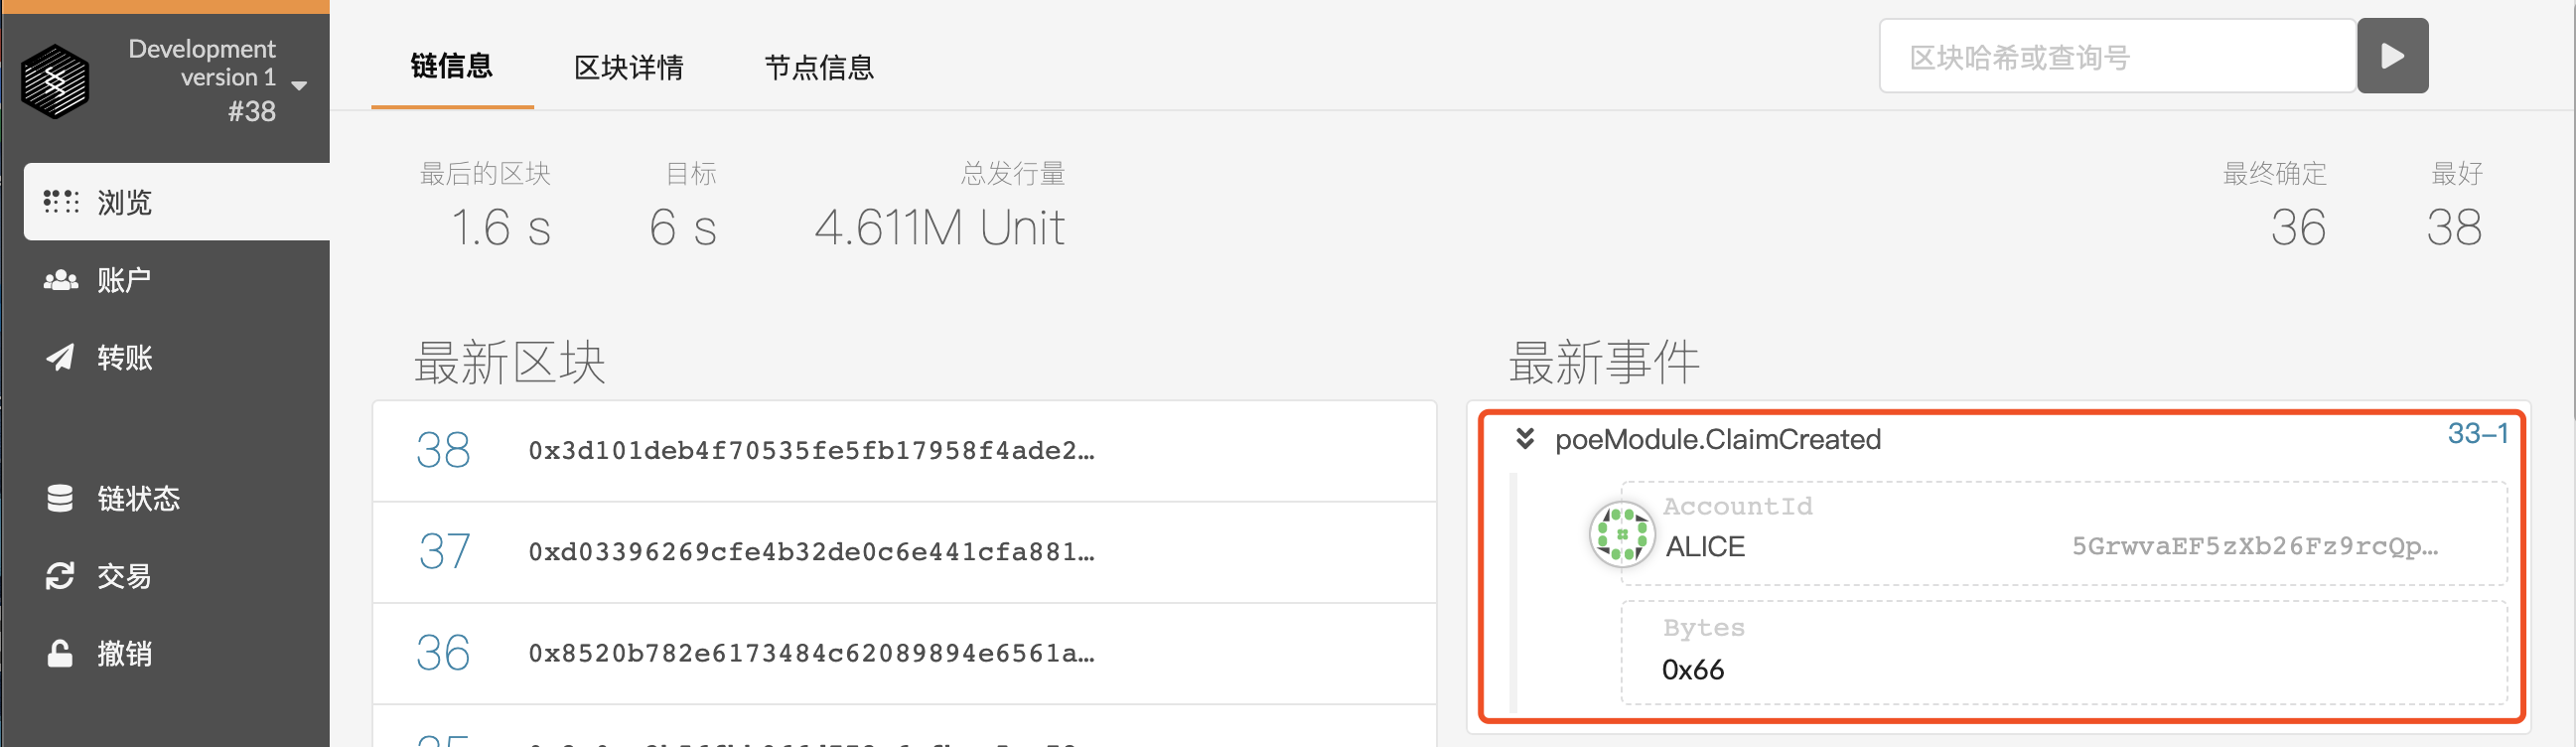 Development
version 1
#38
浏览
账户
转账
链状态
交易
撤销
链信息 区块详情 节点信息
区块哈希或查询号
最后的区块 目标 总发行量 最终确定 最好
1.6 s 6 s 4.611M Unit 36 38
最新区块
38 0x3d101deb4f70535fe5fb17958f4ade2…
37 0xd03396269cfe4b32de0c6e441cfa881…
36 0x8520b782e6173484c62089894e6561a…
最新事件
poeModule.ClaimCreated 33-1
AccountId
ALICE 5GrwvaEF5zXb26Fz9rcQp…
Bytes
0x66